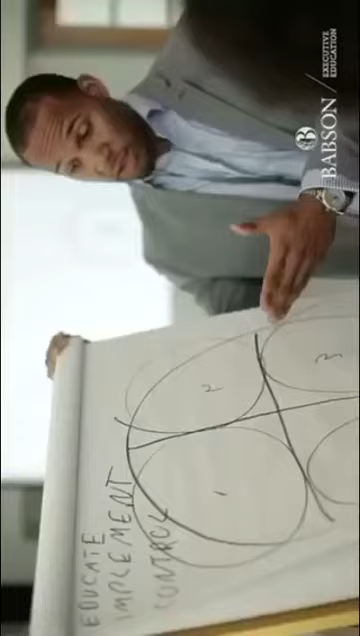 BABSON
EXECUTIVE
EDUCATION
EDUCATE
IMPLEMENT
CONTROL
1
2
3